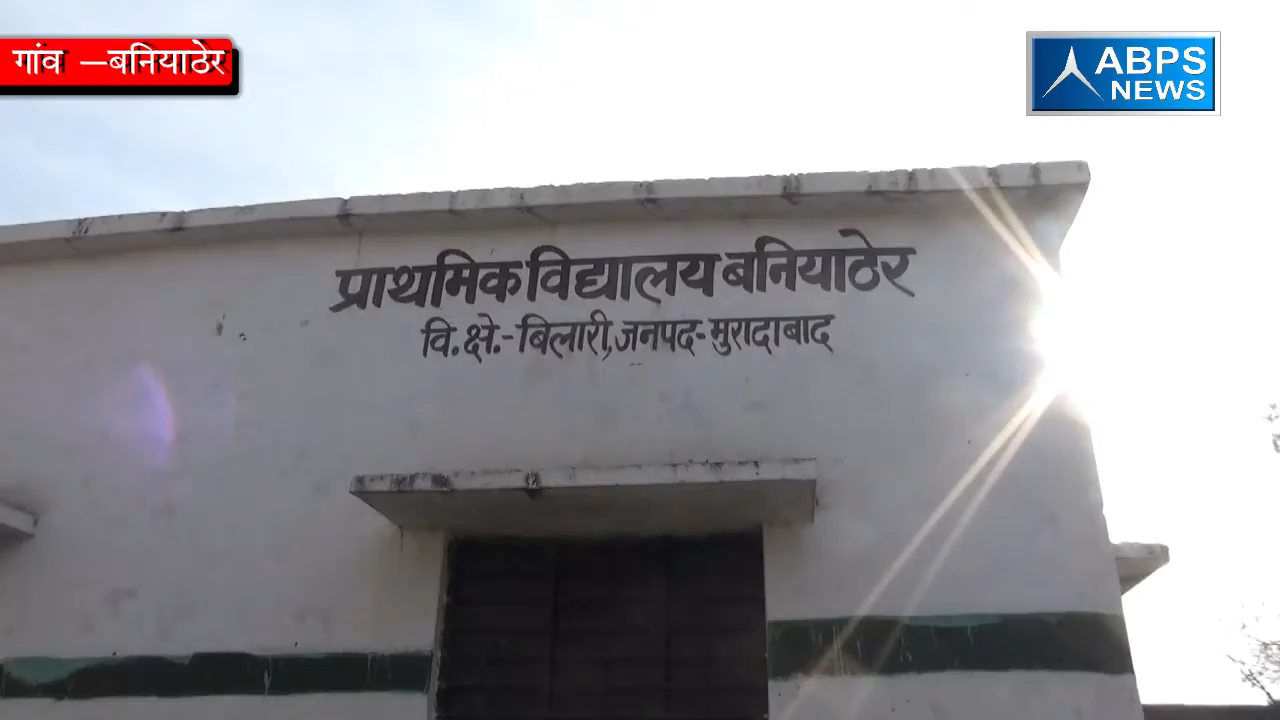 गांव –बनियाठेर
ABPS
NEWS
प्राथमिक विद्यालय बनियाठेर
वि.क्षे.-बिलारी,जनपद-मुरादाबाद